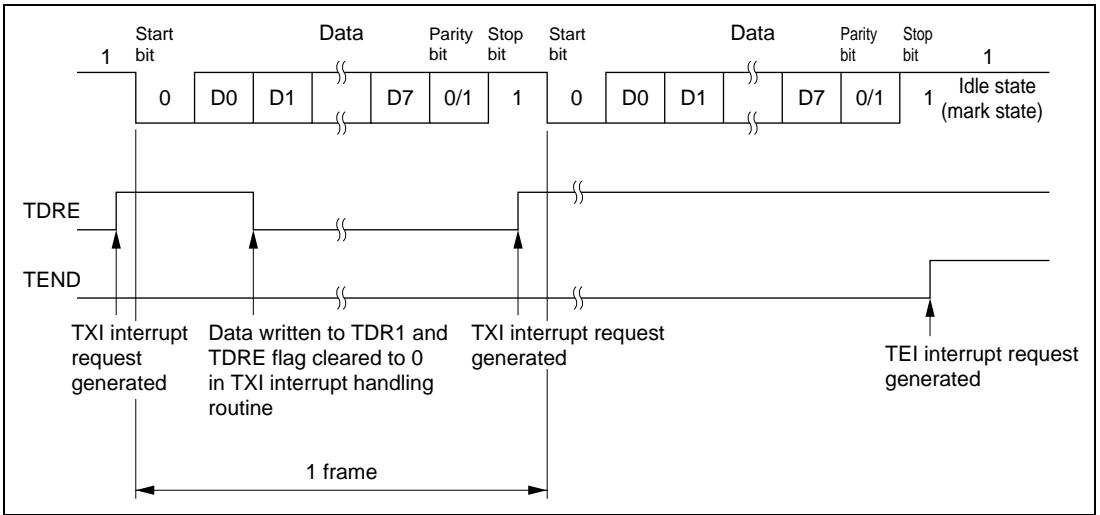 1
Start
bit
Data
Parity
bit
Stop
bit
Start
bit
Data
Parity
bit
Stop
bit
1
0 D0 D1 D7 0/1 1 0 D0 D1 D7 0/1 1
Idle state
(mark state)
TDRE
TEND
TXI interrupt
request
generated
Data written to TDR1 and
TDRE flag cleared to 0
in TXI interrupt handling
routine
TXI interrupt request
generated
TEI interrupt request
generated
1 frame